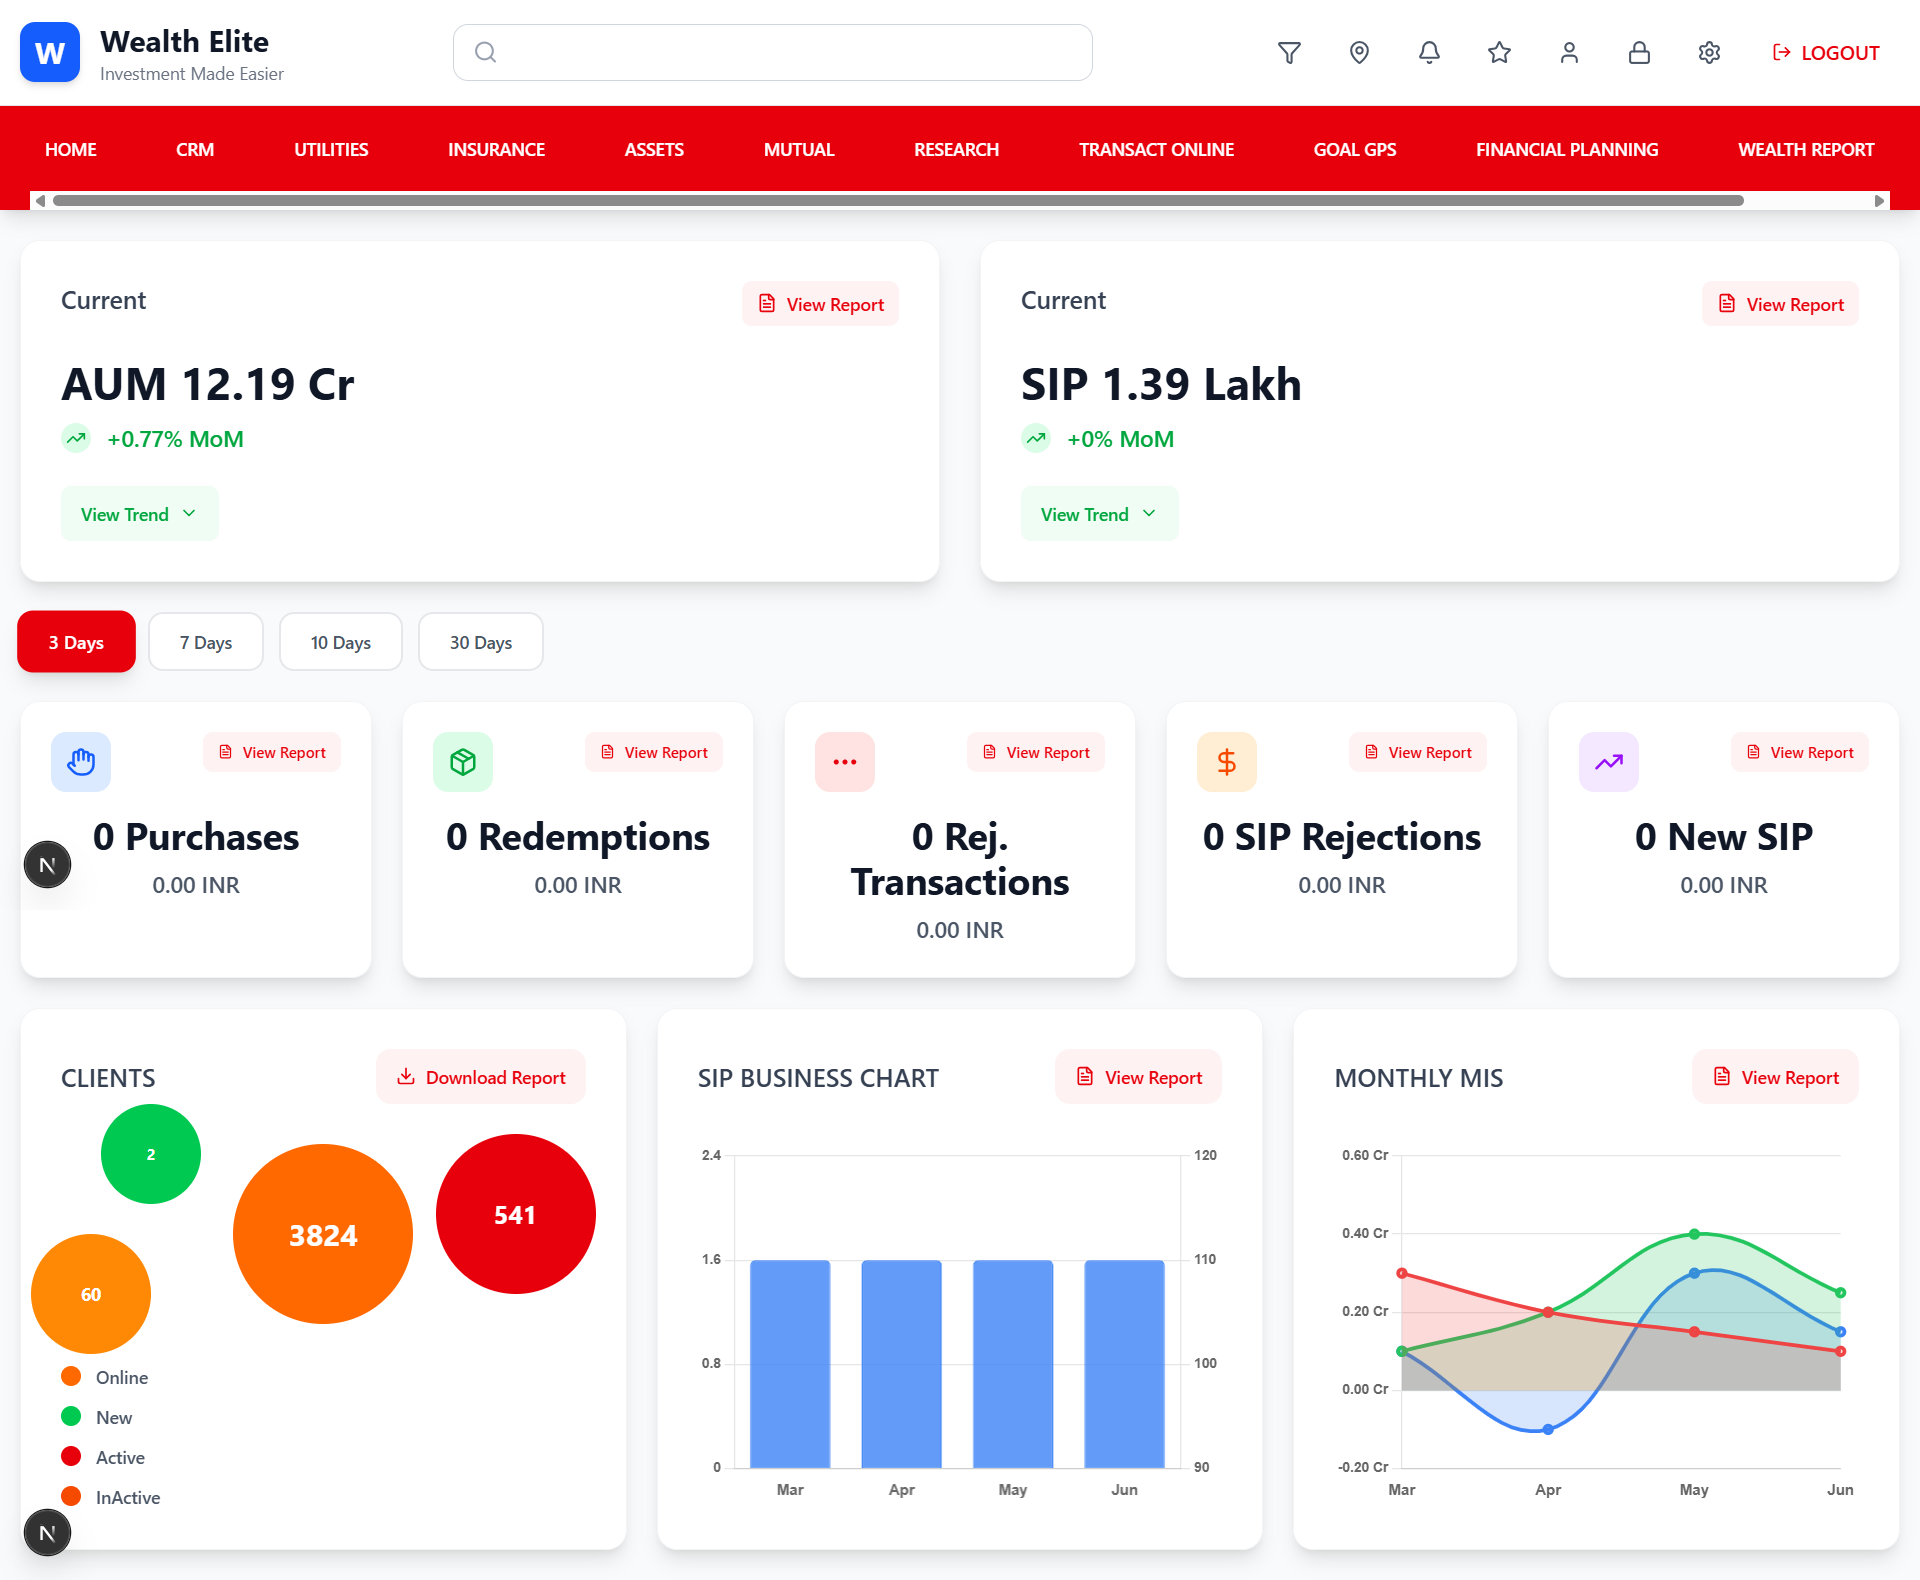 W
Wealth Elite
Investment Made Easier
LOGOUT
HOME CRM UTILITIES INSURANCE ASSETS MUTUAL RESEARCH TRANSACT ONLINE GOAL GPS FINANCIAL PLANNING WEALTH REPORT
Current
View Report
AUM 12.19 Cr
+0.77% MoM
View Trend
Current
View Report
SIP 1.39 Lakh
+0% MoM
View Trend
3 Days
7 Days
10 Days
30 Days
View Report
0 Purchases
0.00 INR
View Report
0 Redemptions
0.00 INR
View Report
0 Rej.
Transactions
0.00 INR
View Report
0 SIP Rejections
0.00 INR
View Report
0 New SIP
0.00 INR
N
CLIENTS
Download Report
2
3824
541
60
Online
New
Active
InActive
N
SIP BUSINESS CHART
View Report
2.4
1.6
0.8
0
120
110
100
90
Mar Apr May Jun
MONTHLY MIS
View Report
0.60 Cr
0.40 Cr
0.20 Cr
0.00 Cr
-0.20 Cr
Mar Apr May Jun